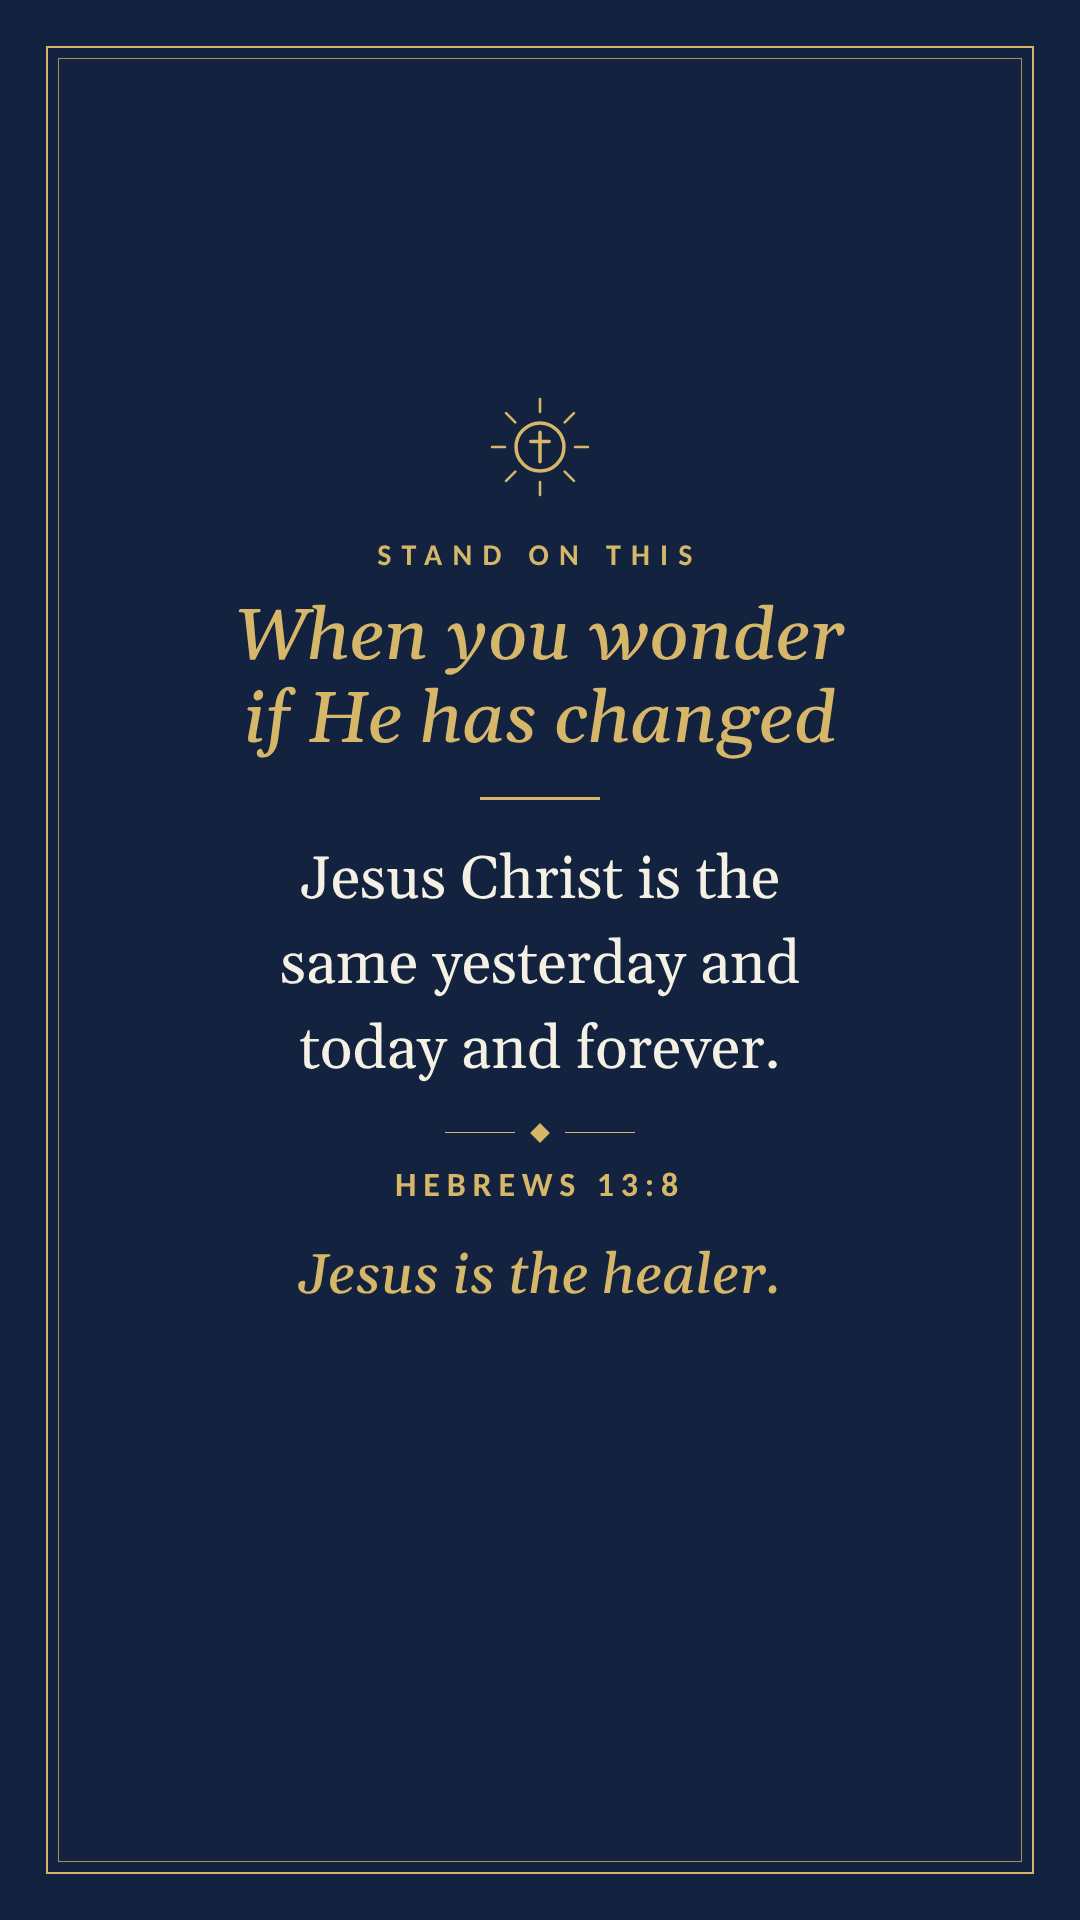 STAND ON THIS
When you wonder
if He has changed
Jesus Christ is the
same yesterday and
today and forever.
HEBREWS 13:8
Jesus is the healer.